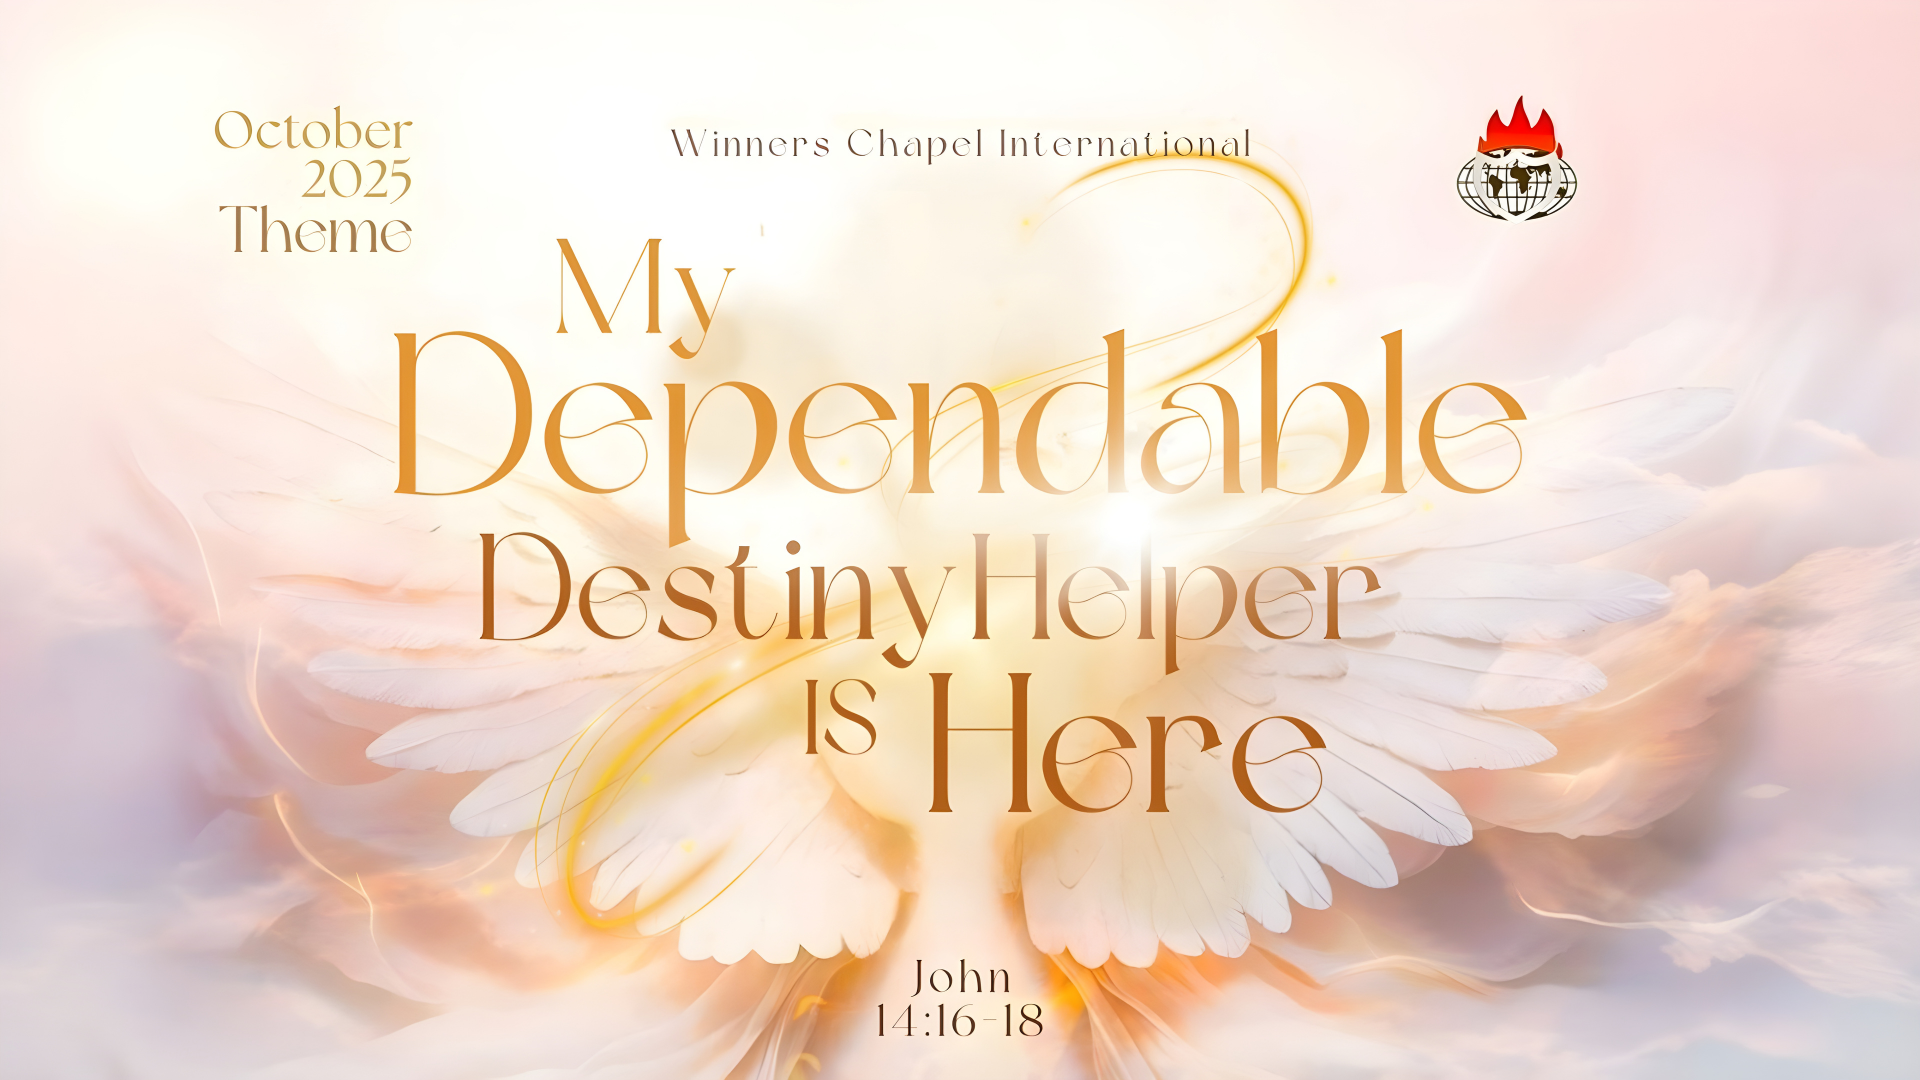 October
2025
Theme
Winners Chapel International
My
Dependable
Destiny Helper
IS Here
John
14:16-18